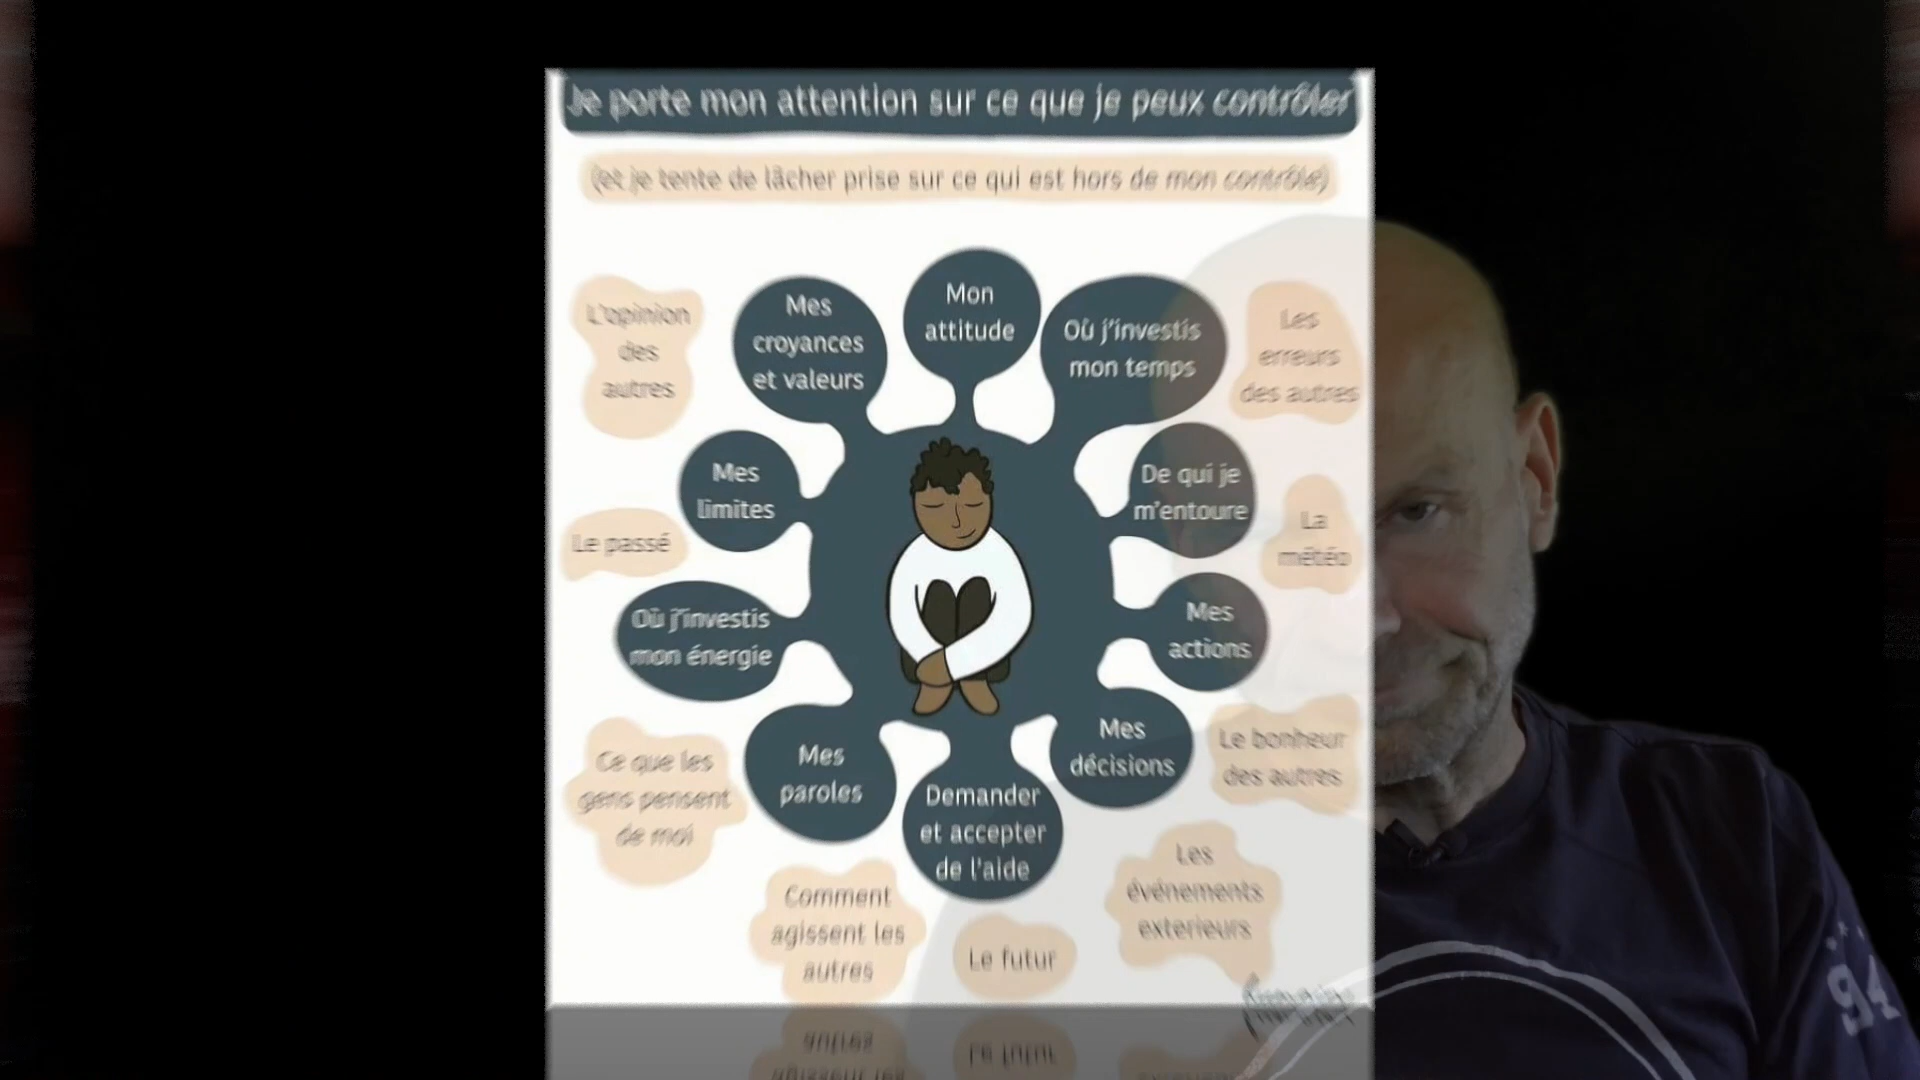 Je porte mon attention sur ce que je peux contrôler
(et je tente de lâcher prise sur ce qui est hors de mon contrôle)
L'opinion
des
autres
Mes
croyances
et valeurs
Mon
attitude
Où j'investis
mon temps
Les
erreurs
des autres
Mes
limites
De qui je
m'entoure
Le passé
La
météo
Où j'investis
mon énergie
Mes
actions
Ce que les
gens pensent
de moi
Mes
paroles
Demander
et accepter
de l'aide
Mes
décisions
Le bonheur
des autres
Comment
agissent les
autres
Le futur
Les
événements
exterieurs
94